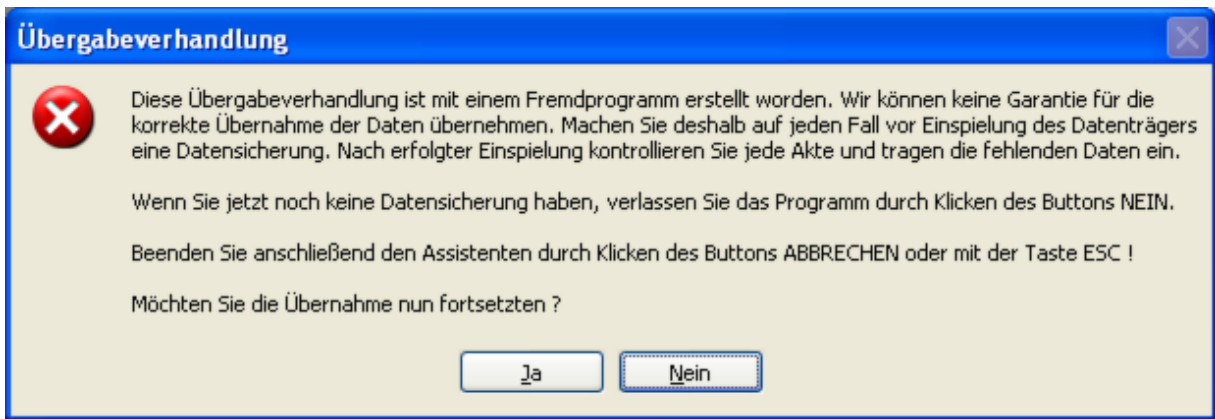 Übergabeverhandlung
Diese Übergabeverhandlung ist mit einem Fremdprogramm erstellt worden. Wir können keine Garantie für die
korrekte Übernahme der Daten übernehmen. Machen Sie deshalb auf jeden Fall vor Einspielung des Datenträgers
eine Datensicherung. Nach erfolgter Einspielung kontrollieren Sie jede Akte und tragen die fehlenden Daten ein.
Wenn Sie jetzt noch keine Datensicherung haben, verlassen Sie das Programm durch Klicken des Buttons NEIN.
Beenden Sie anschließend den Assistenten durch Klicken des Buttons ABBRECHEN oder mit der Taste ESC !
Möchten Sie die Übernahme nun fortsetzten ?
Ja
Nein